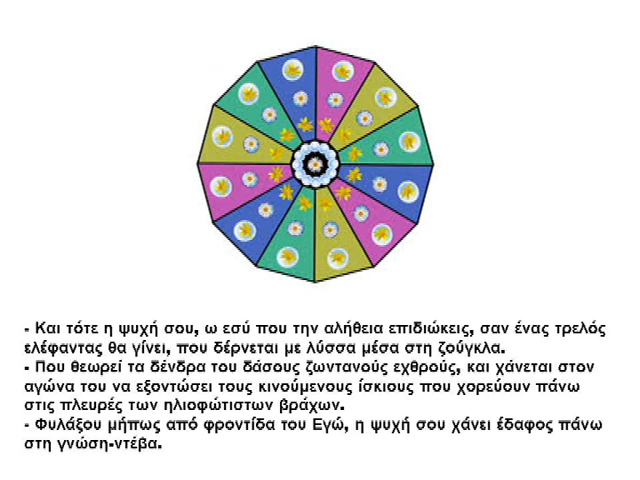 - Και τότε η ψυχή σου, ω εσύ που την αλήθεια επιδιώκεις, σαν ένας τρελός
ελέφαντας θα γίνει, που δέρνεται με λύσσα μέσα στη ζούγκλα.
- Που θεωρεί τα δένδρα του δάσους ζωντανούς εχθρούς, και χάνεται στον
αγώνα του να εξοντώσει τους κινούμενους ίσκιους που χορεύουν πάνω
στις πλευρές των ηλιοφώτιστων βράχων.
- Φυλάξου μήπως από φροντίδα του Εγώ, η ψυχή σου χάνει έδαφος πάνω
στη γνώση-ντέβα.